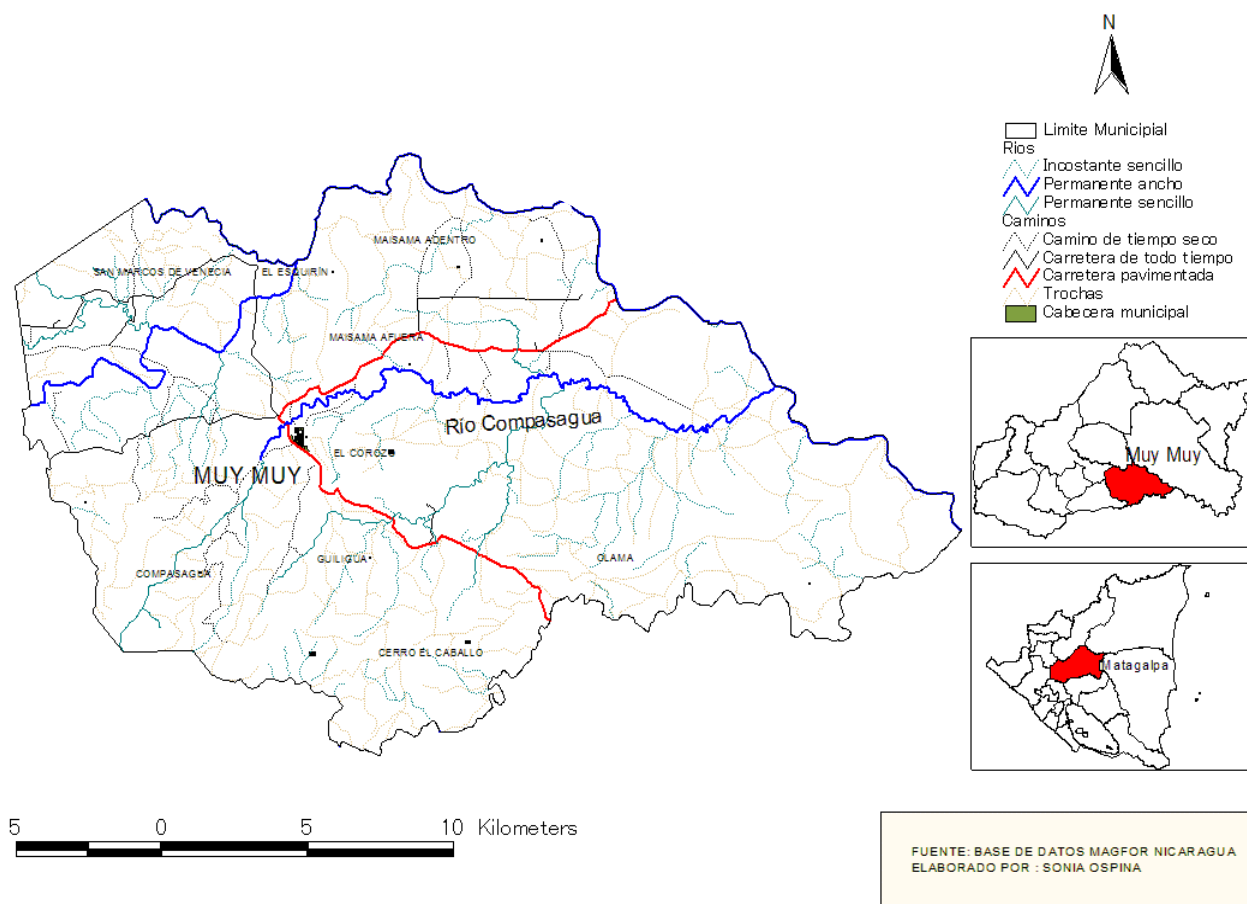 N
Limite Municipial
Rios
Incostante sencillo
Permanente ancho
Permanente sencillo
Caminos
Camino de tiempo seco
Carretera de todo tiempo
Carretera pavimentada
Trochas
Cabecera municipal
MAISAMA ADENTRO
SAN MARCOS DE VENECIA
EL ESQUIRÍN
MAISAMA AFUERA
Río Compasagua
EL COROZO
MUY MUY
GUILIGUA
OLAMA
COMPASAGUA
CERRO EL CABALLO
Muy Muy
Matagalpa
5 0 5 10 Kilometers
FUENTE: BASE DE DATOS MAGFOR NICARAGUA
ELABORADO POR : SONIA OSPINA